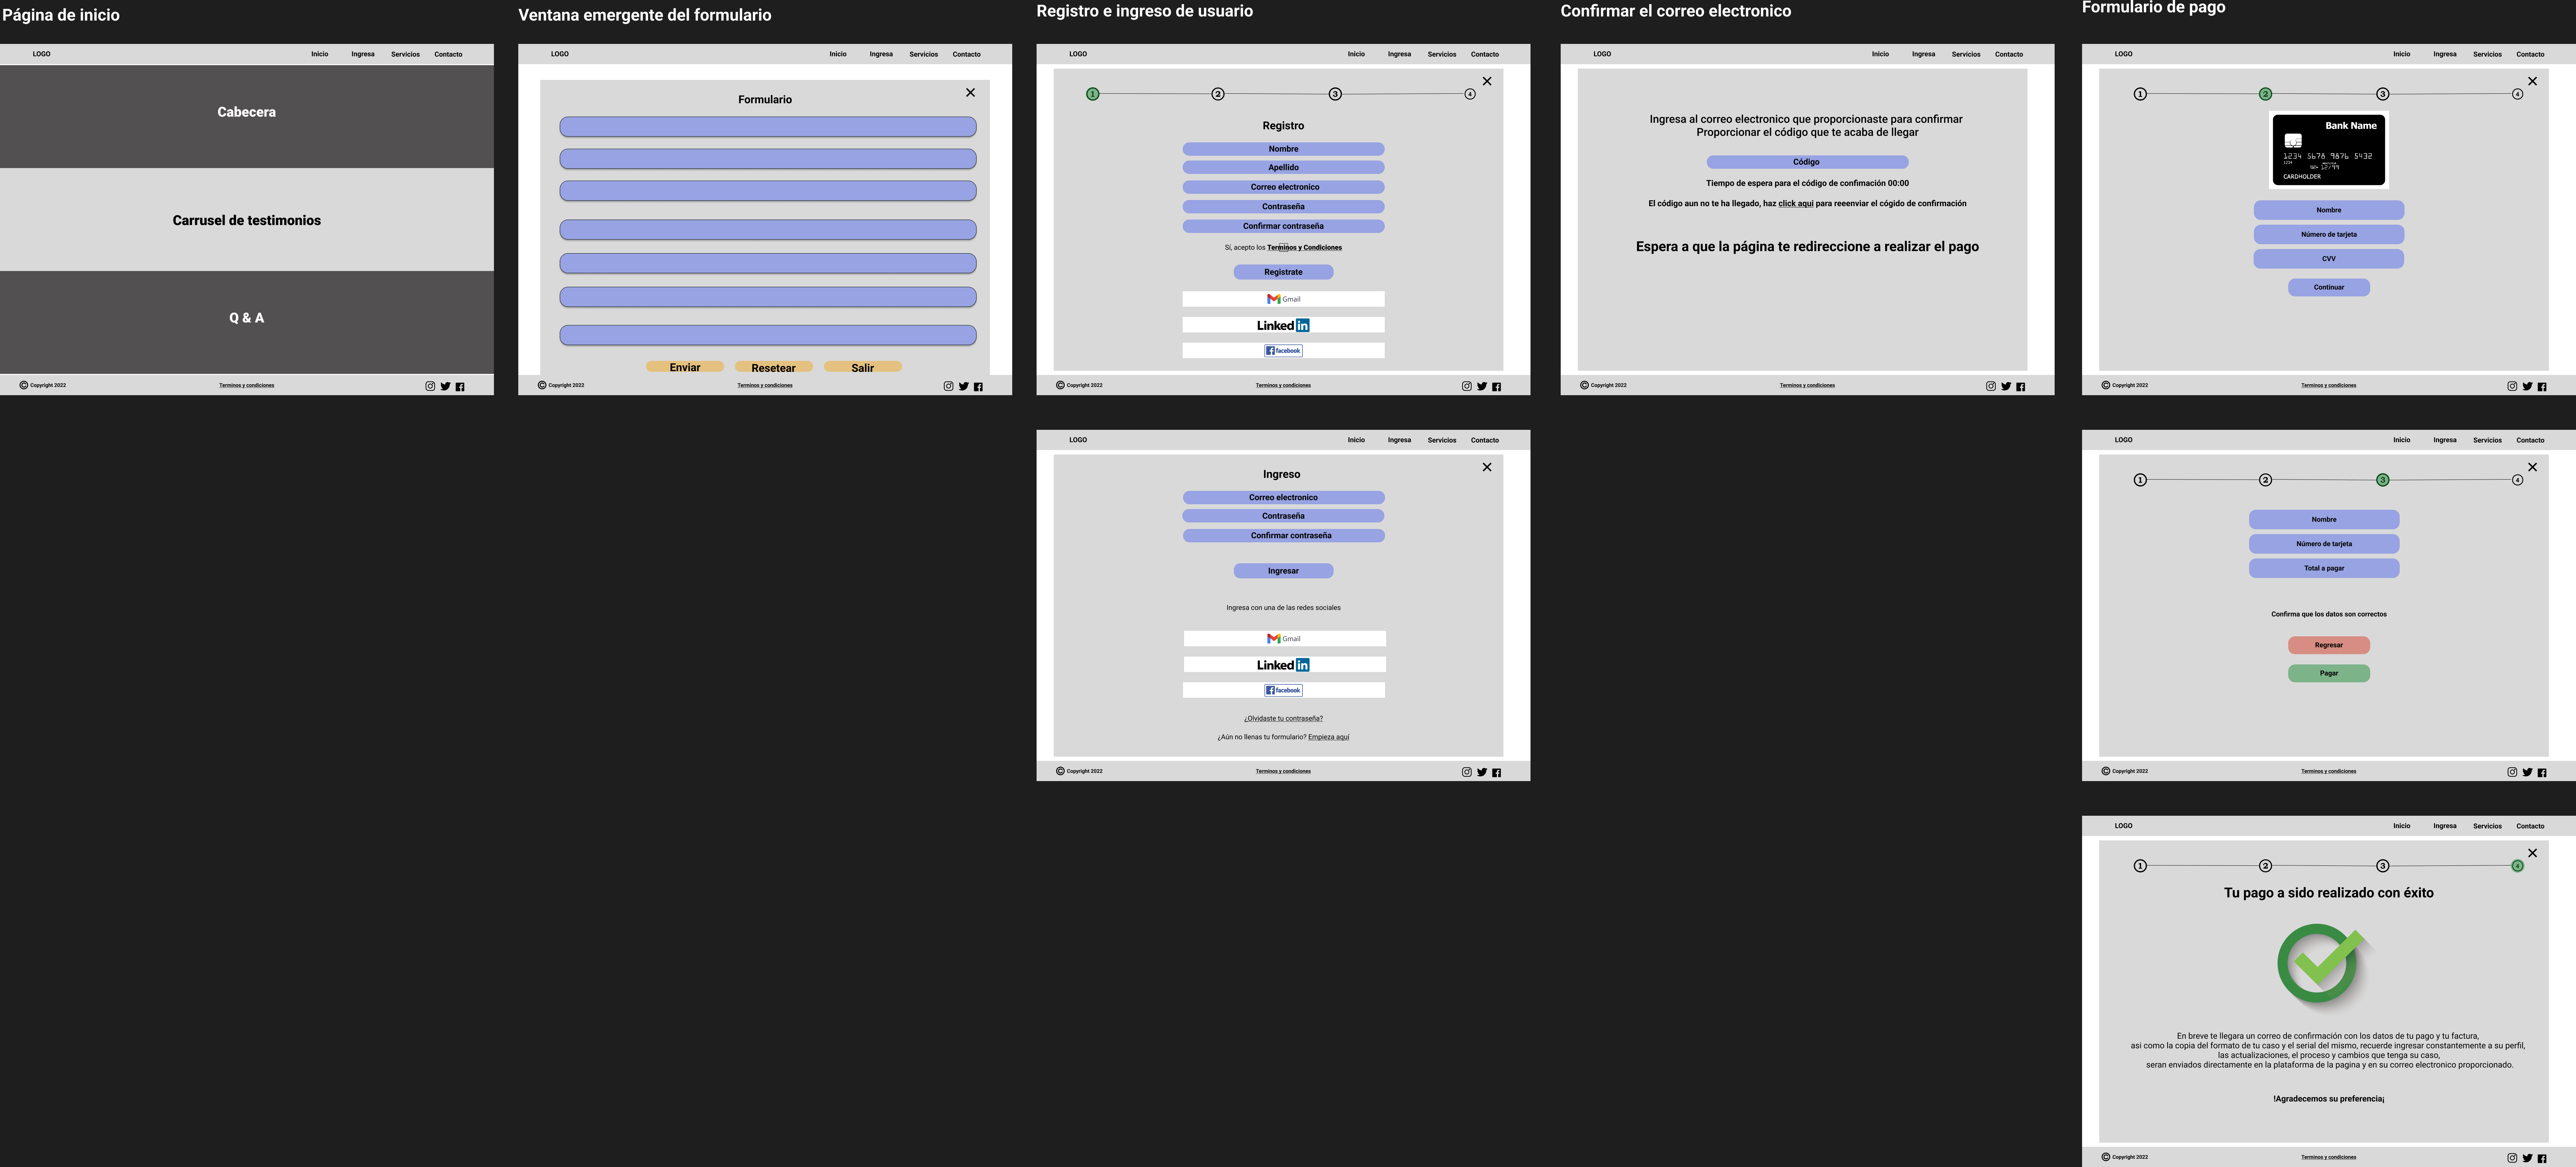 Página de inicio
LOGO
Inicio
Ingresa
Servicios
Contacto
Cabecera
Carrusel de testimonios
Q & A
© Copyright 2022
Terminos y condiciones
Ventana emergente del formulario
LOGO
Inicio
Ingresa
Servicios
Contacto
Formulario
Enviar
Resetear
Salir
© Copyright 2022
Terminos y condiciones
Registro e ingreso de usuario
LOGO
Inicio
Ingresa
Servicios
Contacto
1
2
3
4
Registro
Nombre
Apellido
Correo electronico
Contraseña
Confirmar contraseña
Sí, acepto los Terminos y Condiciones
Registrate
Gmail
Linked in
facebook
© Copyright 2022
Terminos y condiciones
LOGO
Inicio
Ingresa
Servicios
Contacto
Ingreso
Correo electronico
Contraseña
Confirmar contraseña
Ingresar
Ingresa con una de las redes sociales
Gmail
Linked in
facebook
¿Olvidaste tu contraseña?
¿Aún no llenas tu formulario? Empieza aquí
© Copyright 2022
Terminos y condiciones
Confirmar el correo electronico
LOGO
Inicio
Ingresa
Servicios
Contacto
Ingresa al correo electronico que proporcionaste para confirmar
Proporcionar el código que te acaba de llegar
Código
Tiempo de espera para el código de confimación 00:00
El código aun no te ha llegado, haz click aqui para reeenviar el cógido de confirmación
Espera a que la página te redireccione a realizar el pago
© Copyright 2022
Terminos y condiciones
Formulario de pago
LOGO
Inicio
Ingresa
Servicios
Contacto
1
2
3
4
Bank Name
1234 5678 9876 5432
1234
12/99
CARDHOLDER
Nombre
Número de tarjeta
CVV
Continuar
© Copyright 2022
Terminos y condiciones
LOGO
Inicio
Ingresa
Servicios
Contacto
1
2
3
4
Nombre
Número de tarjeta
Total a pagar
Confirma que los datos son correctos
Regresar
Pagar
© Copyright 2022
Terminos y condiciones
LOGO
Inicio
Ingresa
Servicios
Contacto
1
2
3
4
Tu pago a sido realizado con éxito
En breve te llegara un correo de confirmación con los datos de tu pago y tu factura,
asi como la copia del formato de tu caso y el serial del mismo, recuerde ingresar constantemente a su perfil,
las actualizaciones, el proceso y cambios que tenga su caso,
seran enviados directamente en la plataforma de la pagina y en su correo electronico proporcionado.
!Agradecemos su preferencia¡
© Copyright 2022
Terminos y condiciones